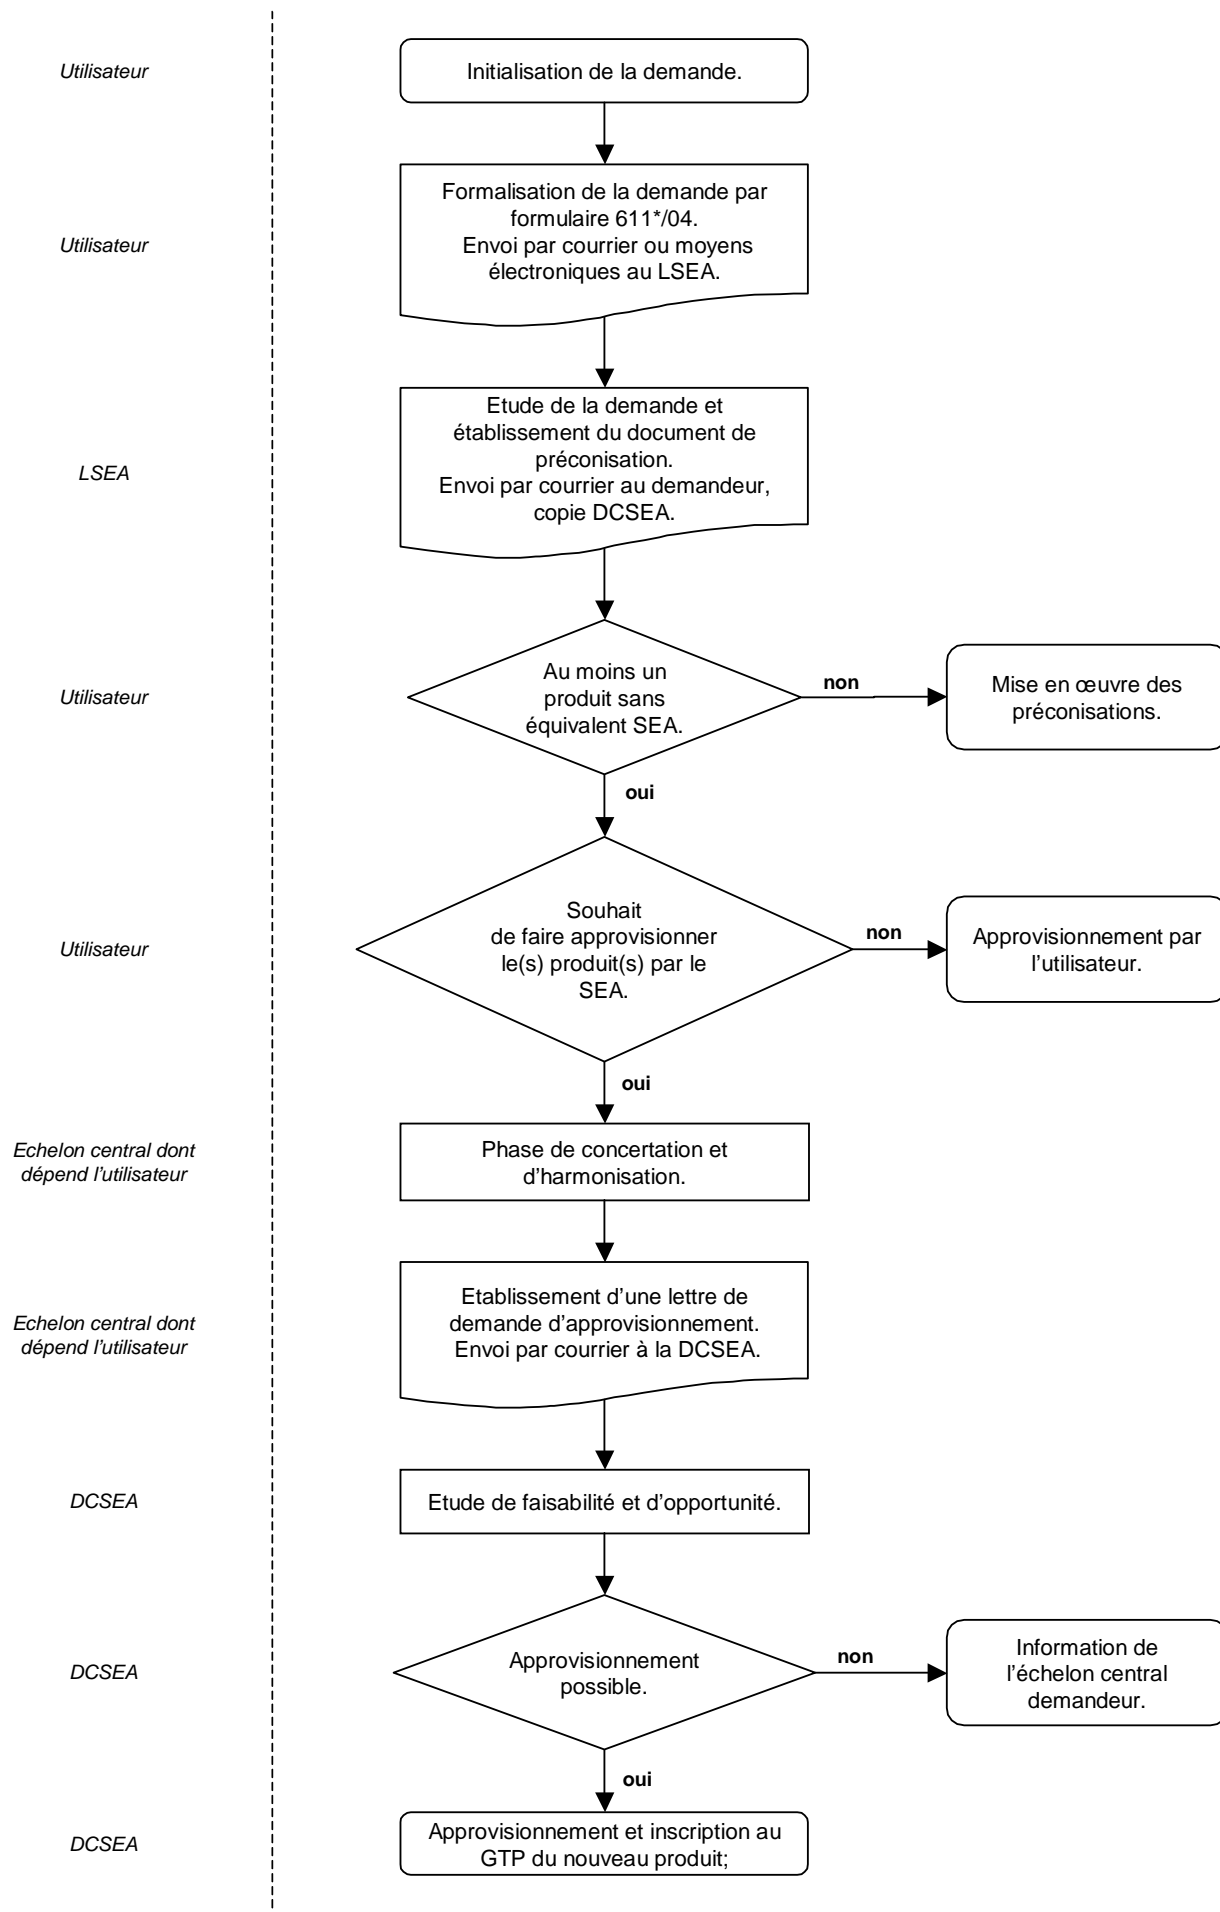 Utilisateur
Initialisation de la demande.
Utilisateur
Formalisation de la demande par
formulaire 611*/04.
Envoi par courrier ou moyens
électroniques au LSEA.
LSEA
Etude de la demande et
établissement du document de
préconisation.
Envoi par courrier au demandeur,
copie DCSEA.
Utilisateur
Au moins un
produit sans
équivalent SEA.
non
Mise en œuvre des
préconisations.
oui
Utilisateur
Souhait
de faire approvisionner
le(s) produit(s) par le
SEA.
non
Approvisionnement par
l’utilisateur.
oui
Echelon central dont
dépend l’utilisateur
Phase de concertation et
d’harmonisation.
Echelon central dont
dépend l’utilisateur
Etablissement d’une lettre de
demande d’approvisionnement.
Envoi par courrier à la DCSEA.
DCSEA
Etude de faisabilité et d’opportunité.
DCSEA
Approvisionnement
possible.
non
Information de
l’échelon central
demandeur.
oui
DCSEA
Approvisionnement et inscription au
GTP du nouveau produit;